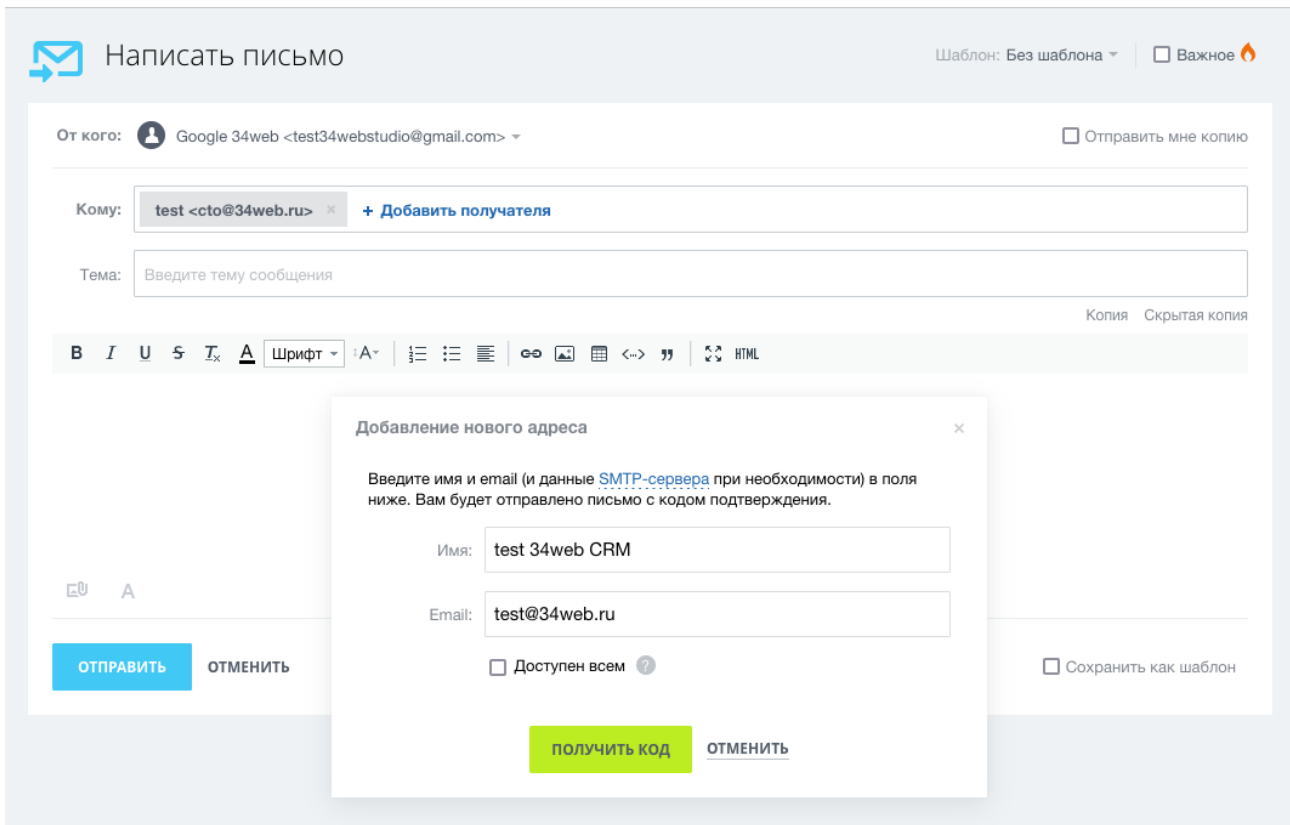 Написать письмо
Шаблон: Без шаблона
Важное
От кого: Google 34web <test34webstudio@gmail.com>
Отправить мне копию
Кому: test <cto@34web.ru> × + Добавить получателя
Тема: Введите тему сообщения
Копия Скрытая копия
B I U S Tx A Шрифт A HTML
Добавление нового адреса ×
Введите имя и email (и данные SMTP-сервера при необходимости) в поля
ниже. Вам будет отправлено письмо с кодом подтверждения.
Имя: test 34web CRM
Email: test@34web.ru
Доступен всем ?
A
ОТПРАВИТЬ ОТМЕНИТЬ
Сохранить как шаблон
ПОЛУЧИТЬ КОД ОТМЕНИТЬ